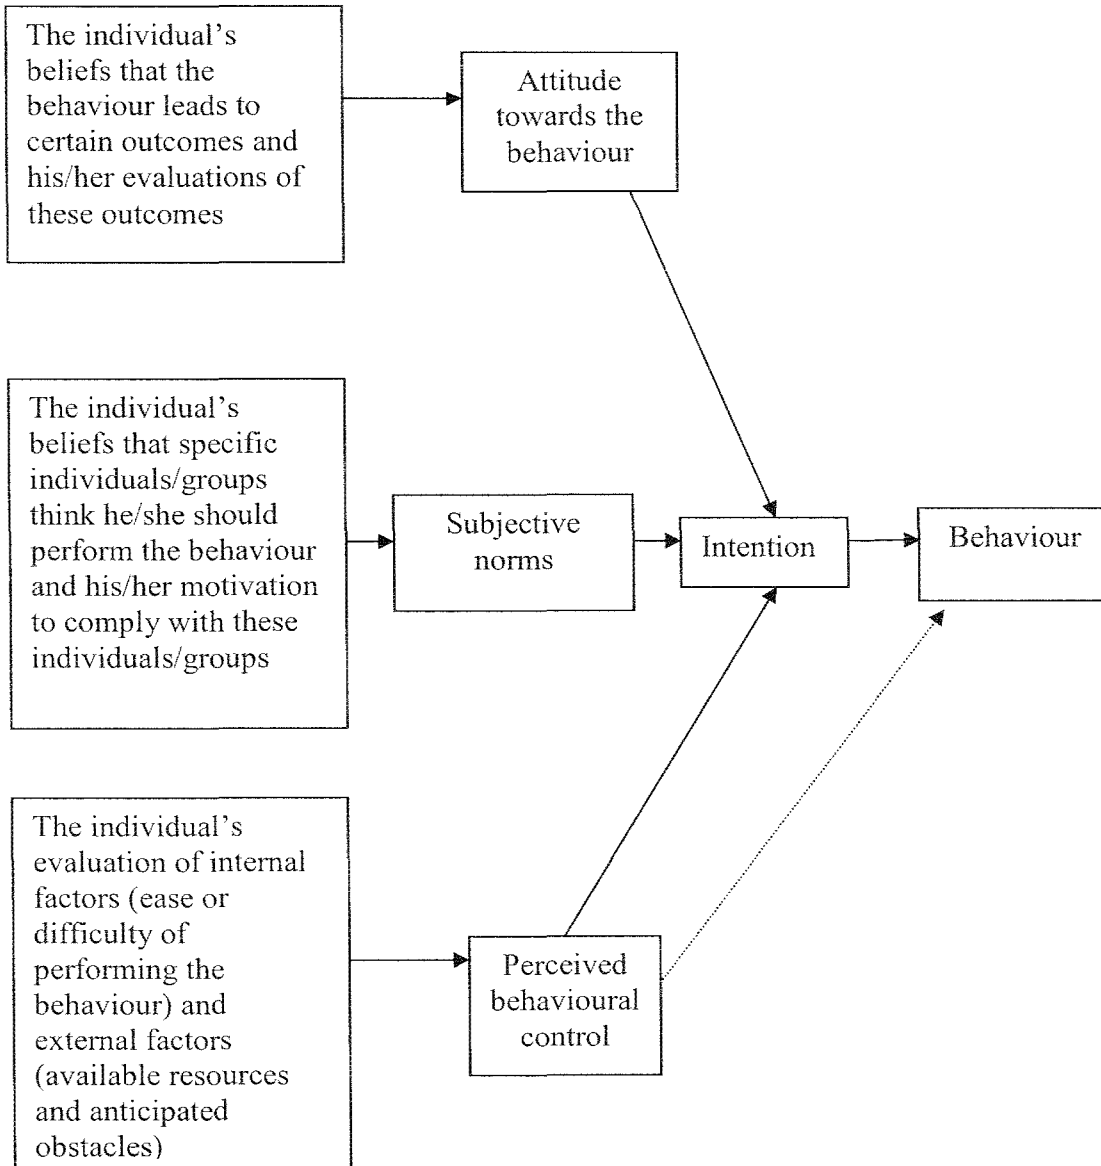 The individual’s
beliefs that the
behaviour leads to
certain outcomes and
his/her evaluations of
these outcomes
Attitude
towards the
behaviour
The individual’s
beliefs that specific
individuals/groups
think he/she should
perform the behaviour
and his/her motivation
to comply with these
individuals/groups
Subjective
norms
Intention
Behaviour
The individual’s
evaluation of internal
factors (ease or
difficulty of
performing the
behaviour) and
external factors
(available resources
and anticipated
obstacles)
Perceived
behavioural
control